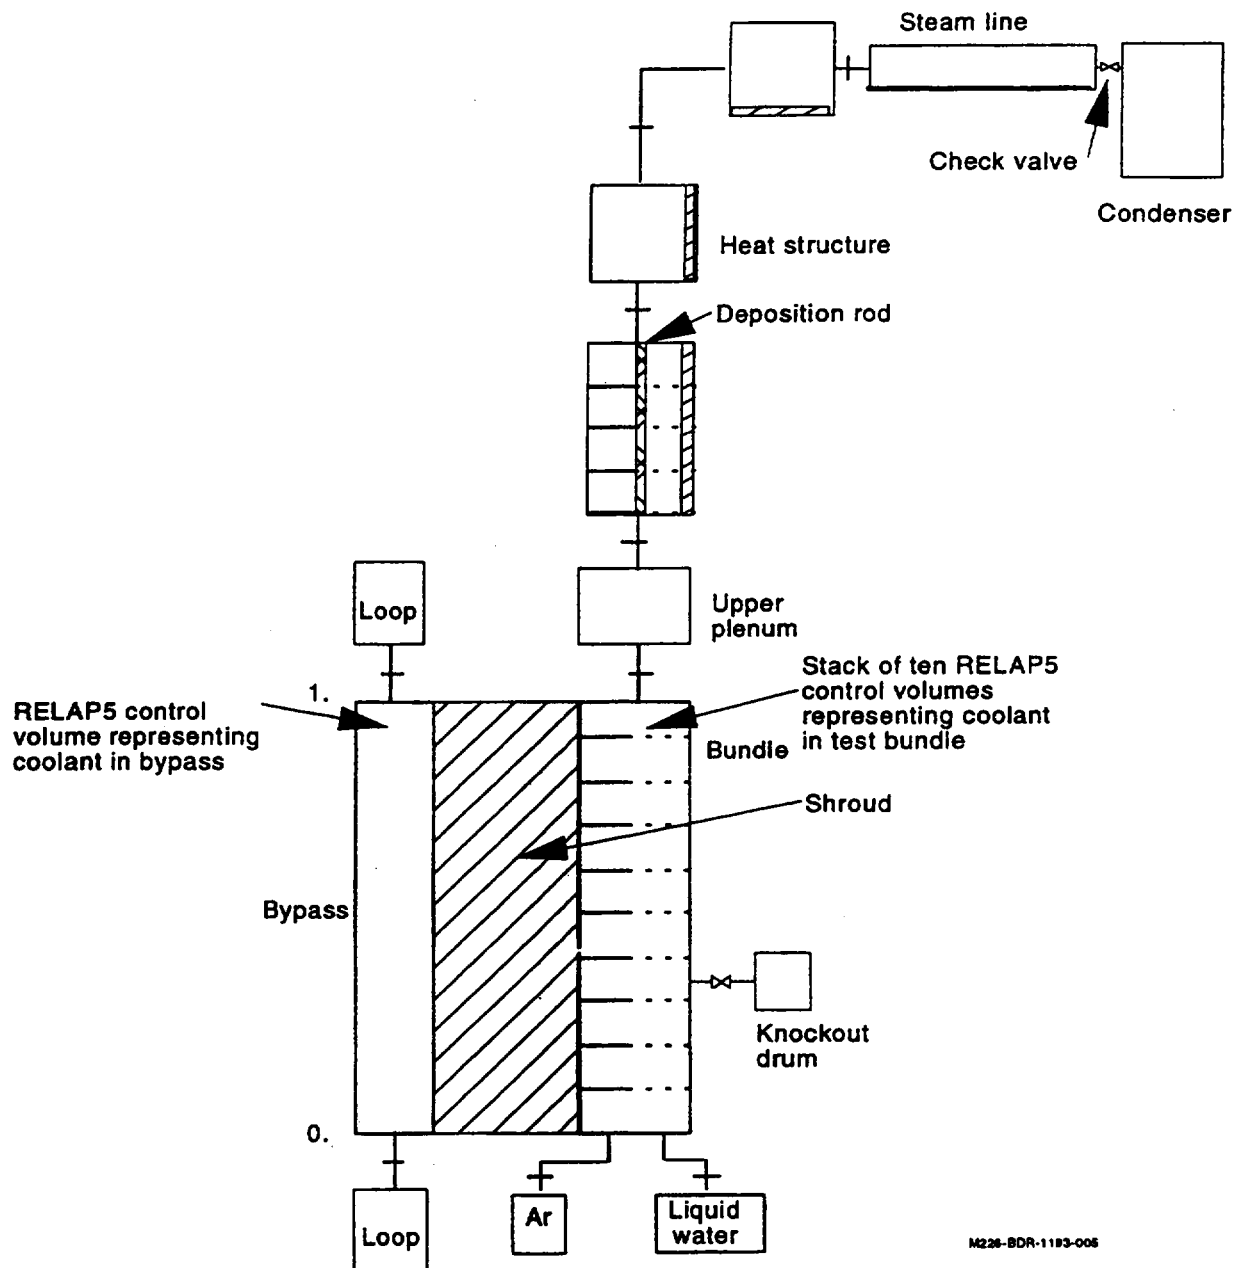 Steam line
Check valve
Condenser
Heat structure
Deposition rod
Loop
Upper
plenum
1.
RELAP5 control
volume representing
coolant in bypass
Stack of ten RELAP5
control volumes
representing coolant
in test bundle
Bundle
Shroud
Bypass
Knockout
drum
0.
Loop
Ar
Liquid
water
M226-BDR-1193-005